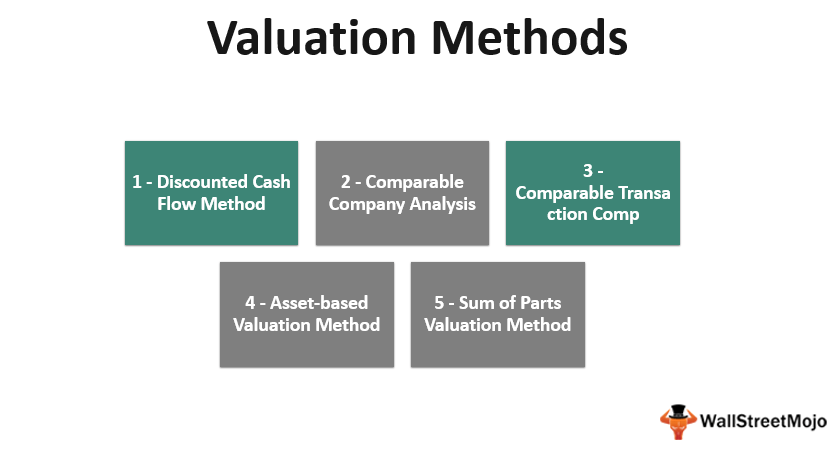 Valuation Methods
1 - Discounted Cash
Flow Method
2 - Comparable
Company Analysis
3 -
Comparable Transa
ction Comp
4 - Asset-based
Valuation Method
5 - Sum of Parts
Valuation Method
WallStreetMojo